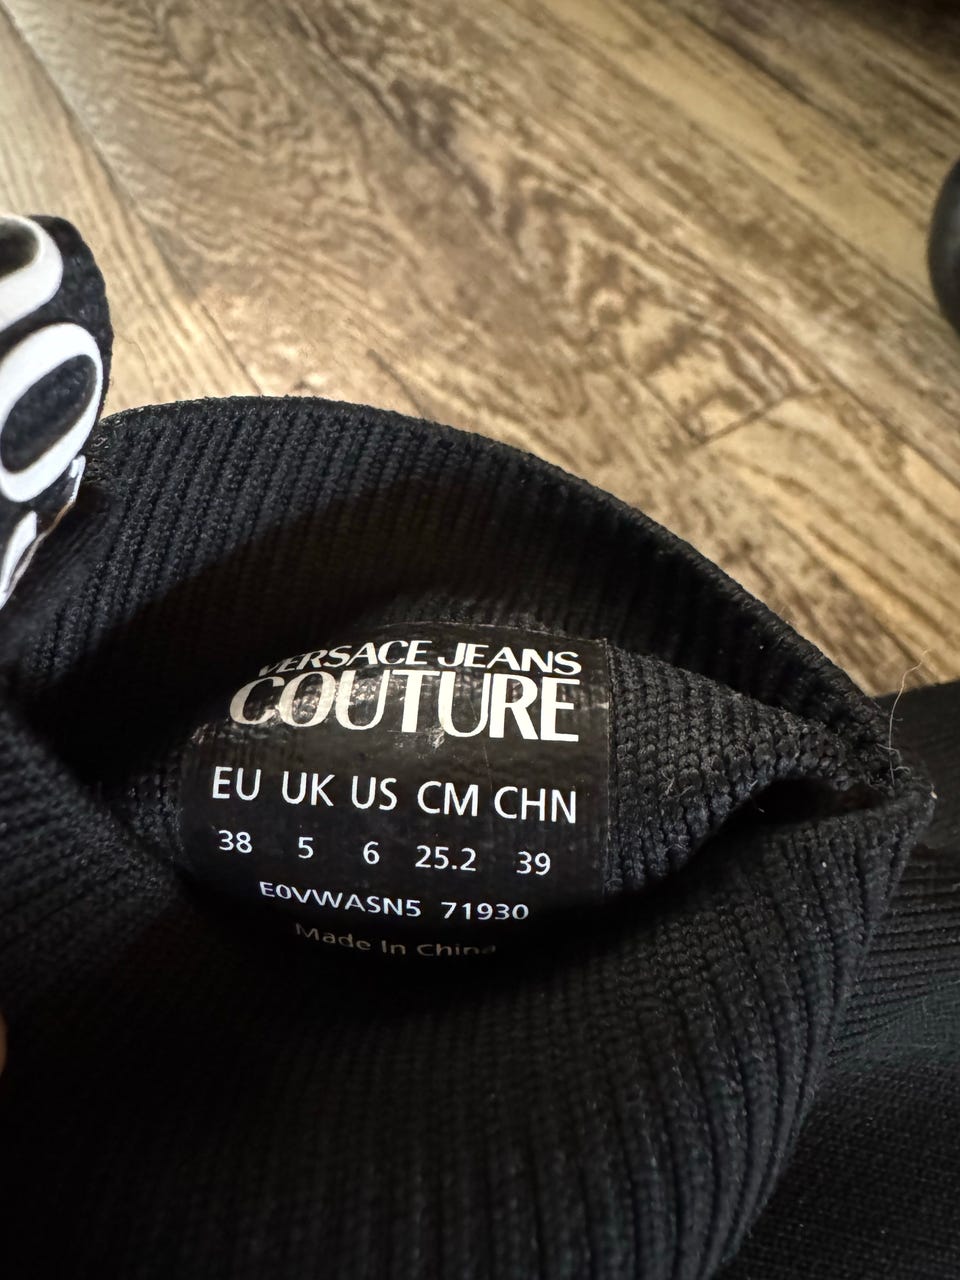 VERSACE JEANS
COUTURE
EU UK US CM CHN
38 5 6 25.2 39
E0VWASN5 71930
Made In China